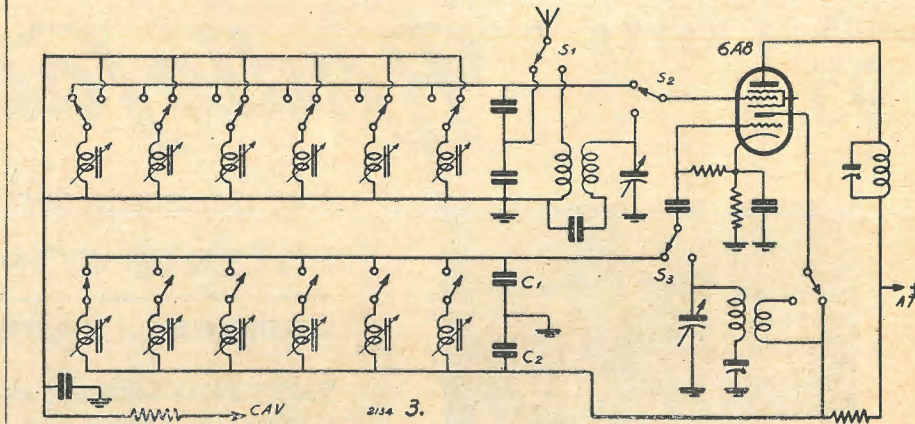 S1
6A8
S2
S3
C1
C2
AT +
CAV
2134 3.